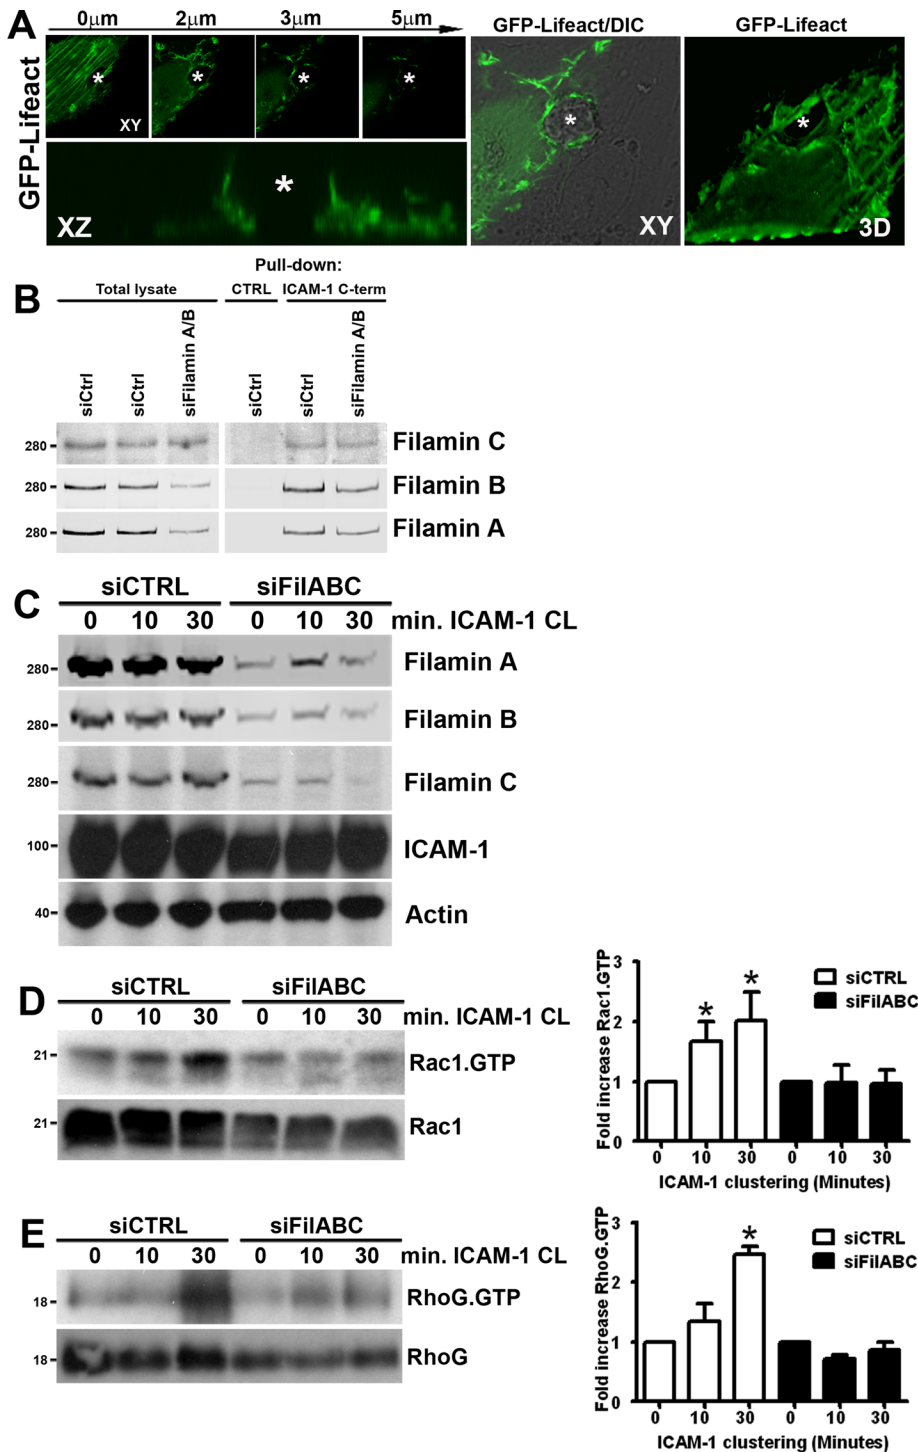 A
0μm 2μm 3μm 5μm
GFP-Lifeact
* * * *
XY
*
XZ
GFP-Lifeact/DIC
*
XY
GFP-Lifeact
*
3D
B
Pull-down:
Total lysate CTRL ICAM-1 C-term
siCtrl siCtrl siFilamin A/B siCtrl siCtrl siFilamin A/B
280 Filamin C
280 Filamin B
280 Filamin A
C
siCTRL siFilABC
0 10 30 0 10 30 min. ICAM-1 CL
280 Filamin A
280 Filamin B
280 Filamin C
100 ICAM-1
40 Actin
D
siCTRL siFilABC
0 10 30 0 10 30 min. ICAM-1 CL
21 Rac1.GTP
21 Rac1
Fold increase Rac1.GTP
3
2
1
0
* *
siCTRL
siFilABC
0 10 30 0 10 30
ICAM-1 clustering (Minutes)
E
siCTRL siFilABC
0 10 30 0 10 30 min. ICAM-1 CL
18 RhoG.GTP
18 RhoG
Fold increase RhoG.GTP
3
2
1
0
*
siCTRL
siFilABC
0 10 30 0 10 30
ICAM-1 clustering (Minutes)